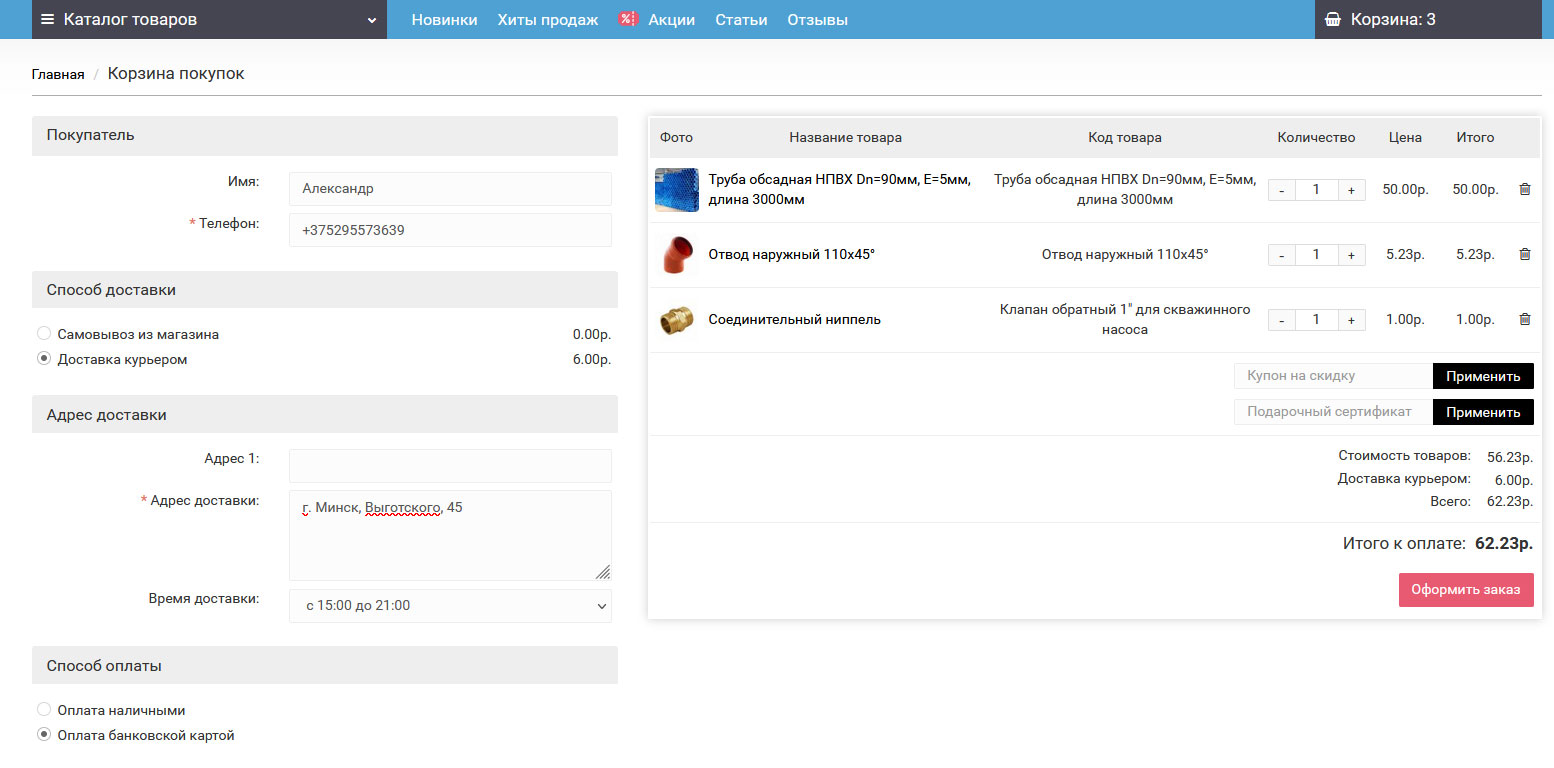 Каталог товаров
Новинки Хиты продаж % Акции Статьи Отзывы
Корзина: 3
Главная / Корзина покупок
Покупатель
Имя: Александр
* Телефон: +375295573639
Способ доставки
Самовывоз из магазина 0.00р.
Доставка курьером 6.00р.
Адрес доставки
Адрес 1:
* Адрес доставки: г. Минск, Выготского, 45
Время доставки: с 15:00 до 21:00
Способ оплаты
Оплата наличными
Оплата банковской картой
Фото Название товара Код товара Количество Цена Итого
Труба обсадная НПВХ Dn=90мм, E=5мм,
длина 3000мм
Труба обсадная НПВХ Dn=90мм, E=5мм,
длина 3000мм
- 1 + 50.00р. 50.00р.
Отвод наружный 110х45° Отвод наружный 110х45° - 1 + 5.23р. 5.23р.
Соединительный ниппель
Клапан обратный 1" для скважинного
насоса
- 1 + 1.00р. 1.00р.
Купон на скидку Применить
Подарочный сертификат Применить
Стоимость товаров: 56.23р.
Доставка курьером: 6.00р.
Всего: 62.23р.
Итого к оплате: 62.23р.
Оформить заказ